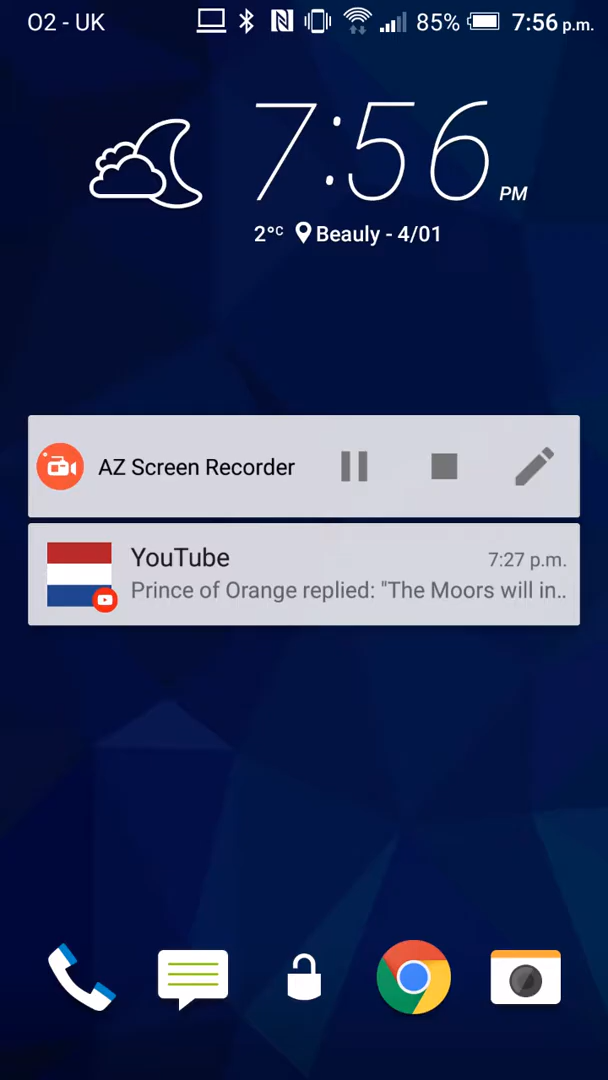 O2 - UK 85% 7:56 p.m.
7:56 PM
2°C Beauly - 4/01
AZ Screen Recorder
YouTube 7:27 p.m.
Prince of Orange replied: "The Moors will in..